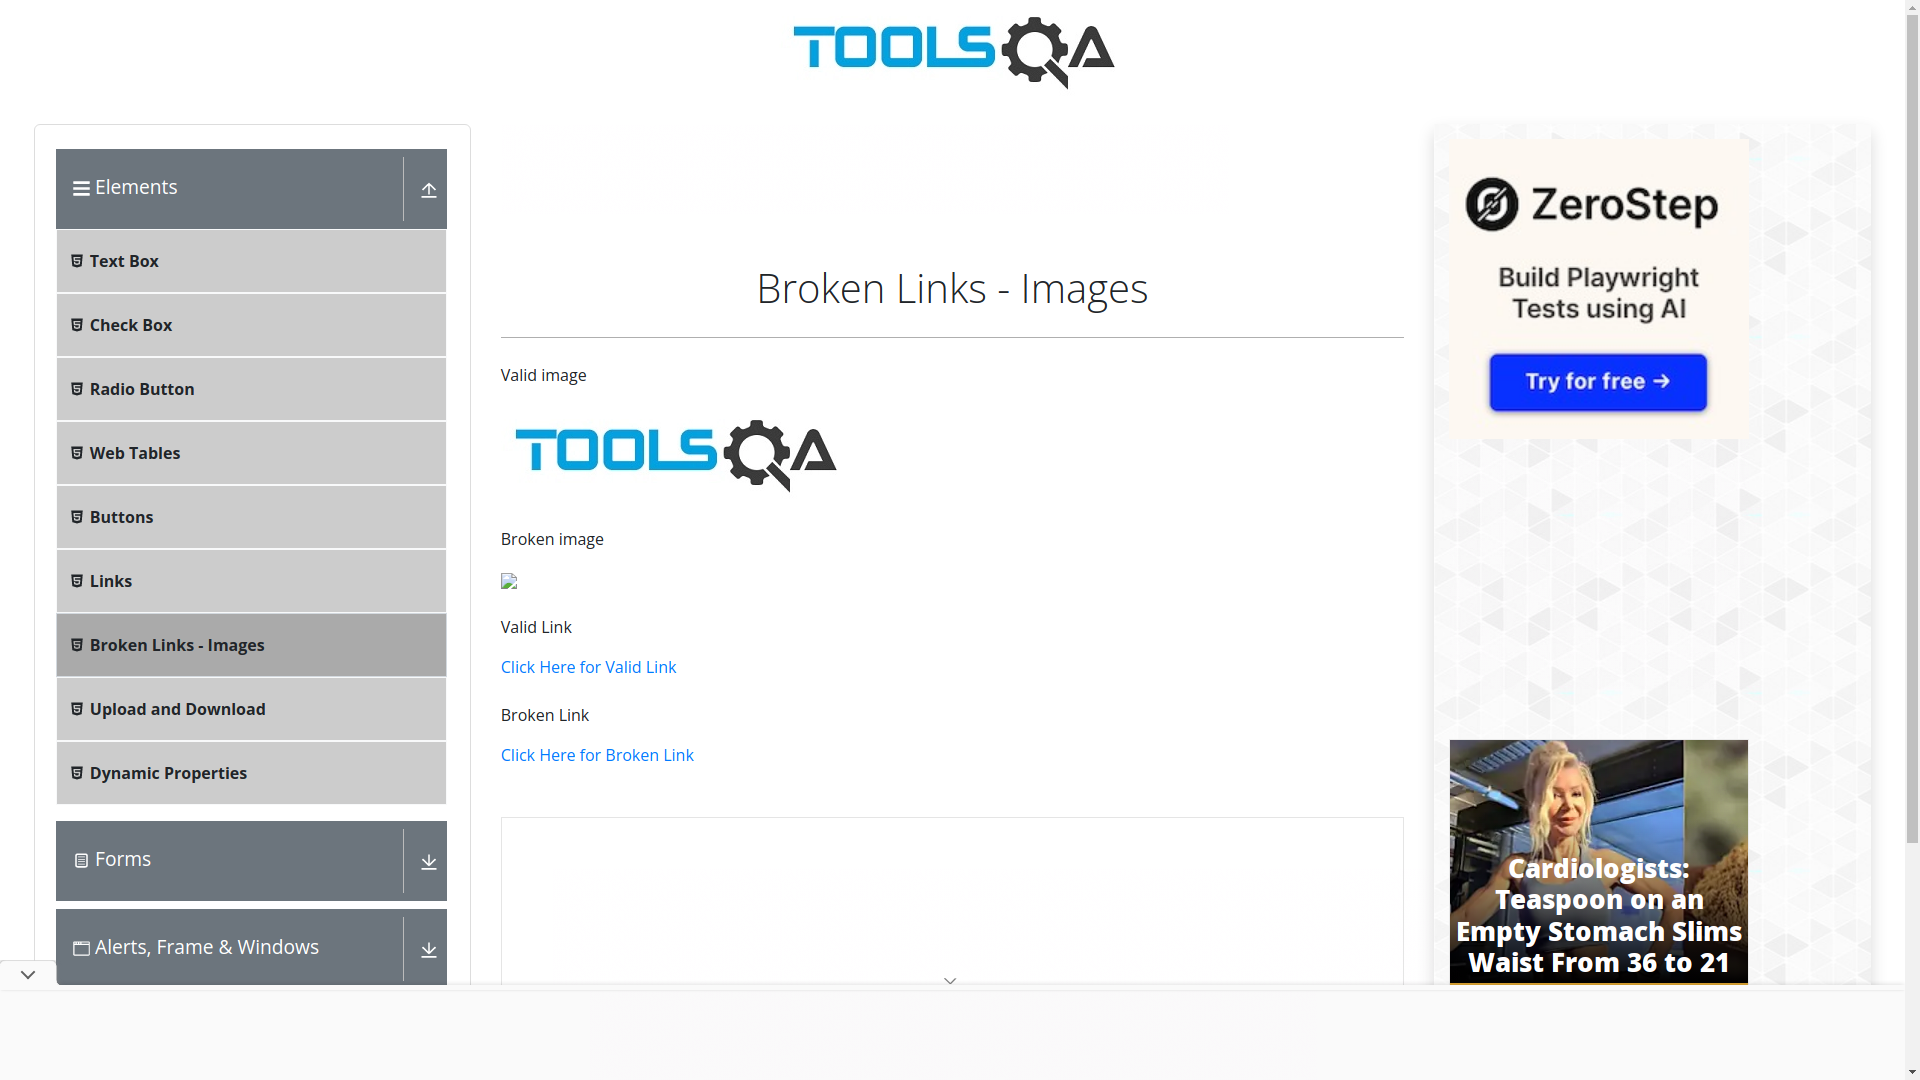 TOOLSQA
Elements
Text Box
Check Box
Radio Button
Web Tables
Buttons
Links
Broken Links - Images
Upload and Download
Dynamic Properties
Forms
Alerts, Frame & Windows
Broken Links - Images
Valid image
TOOLSQA
Broken image
Valid Link
Click Here for Valid Link
Broken Link
Click Here for Broken Link
ZeroStep
Build Playwright
Tests using AI
Try for free →
Cardiologists:
Teaspoon on an
Empty Stomach Slims
Waist From 36 to 21